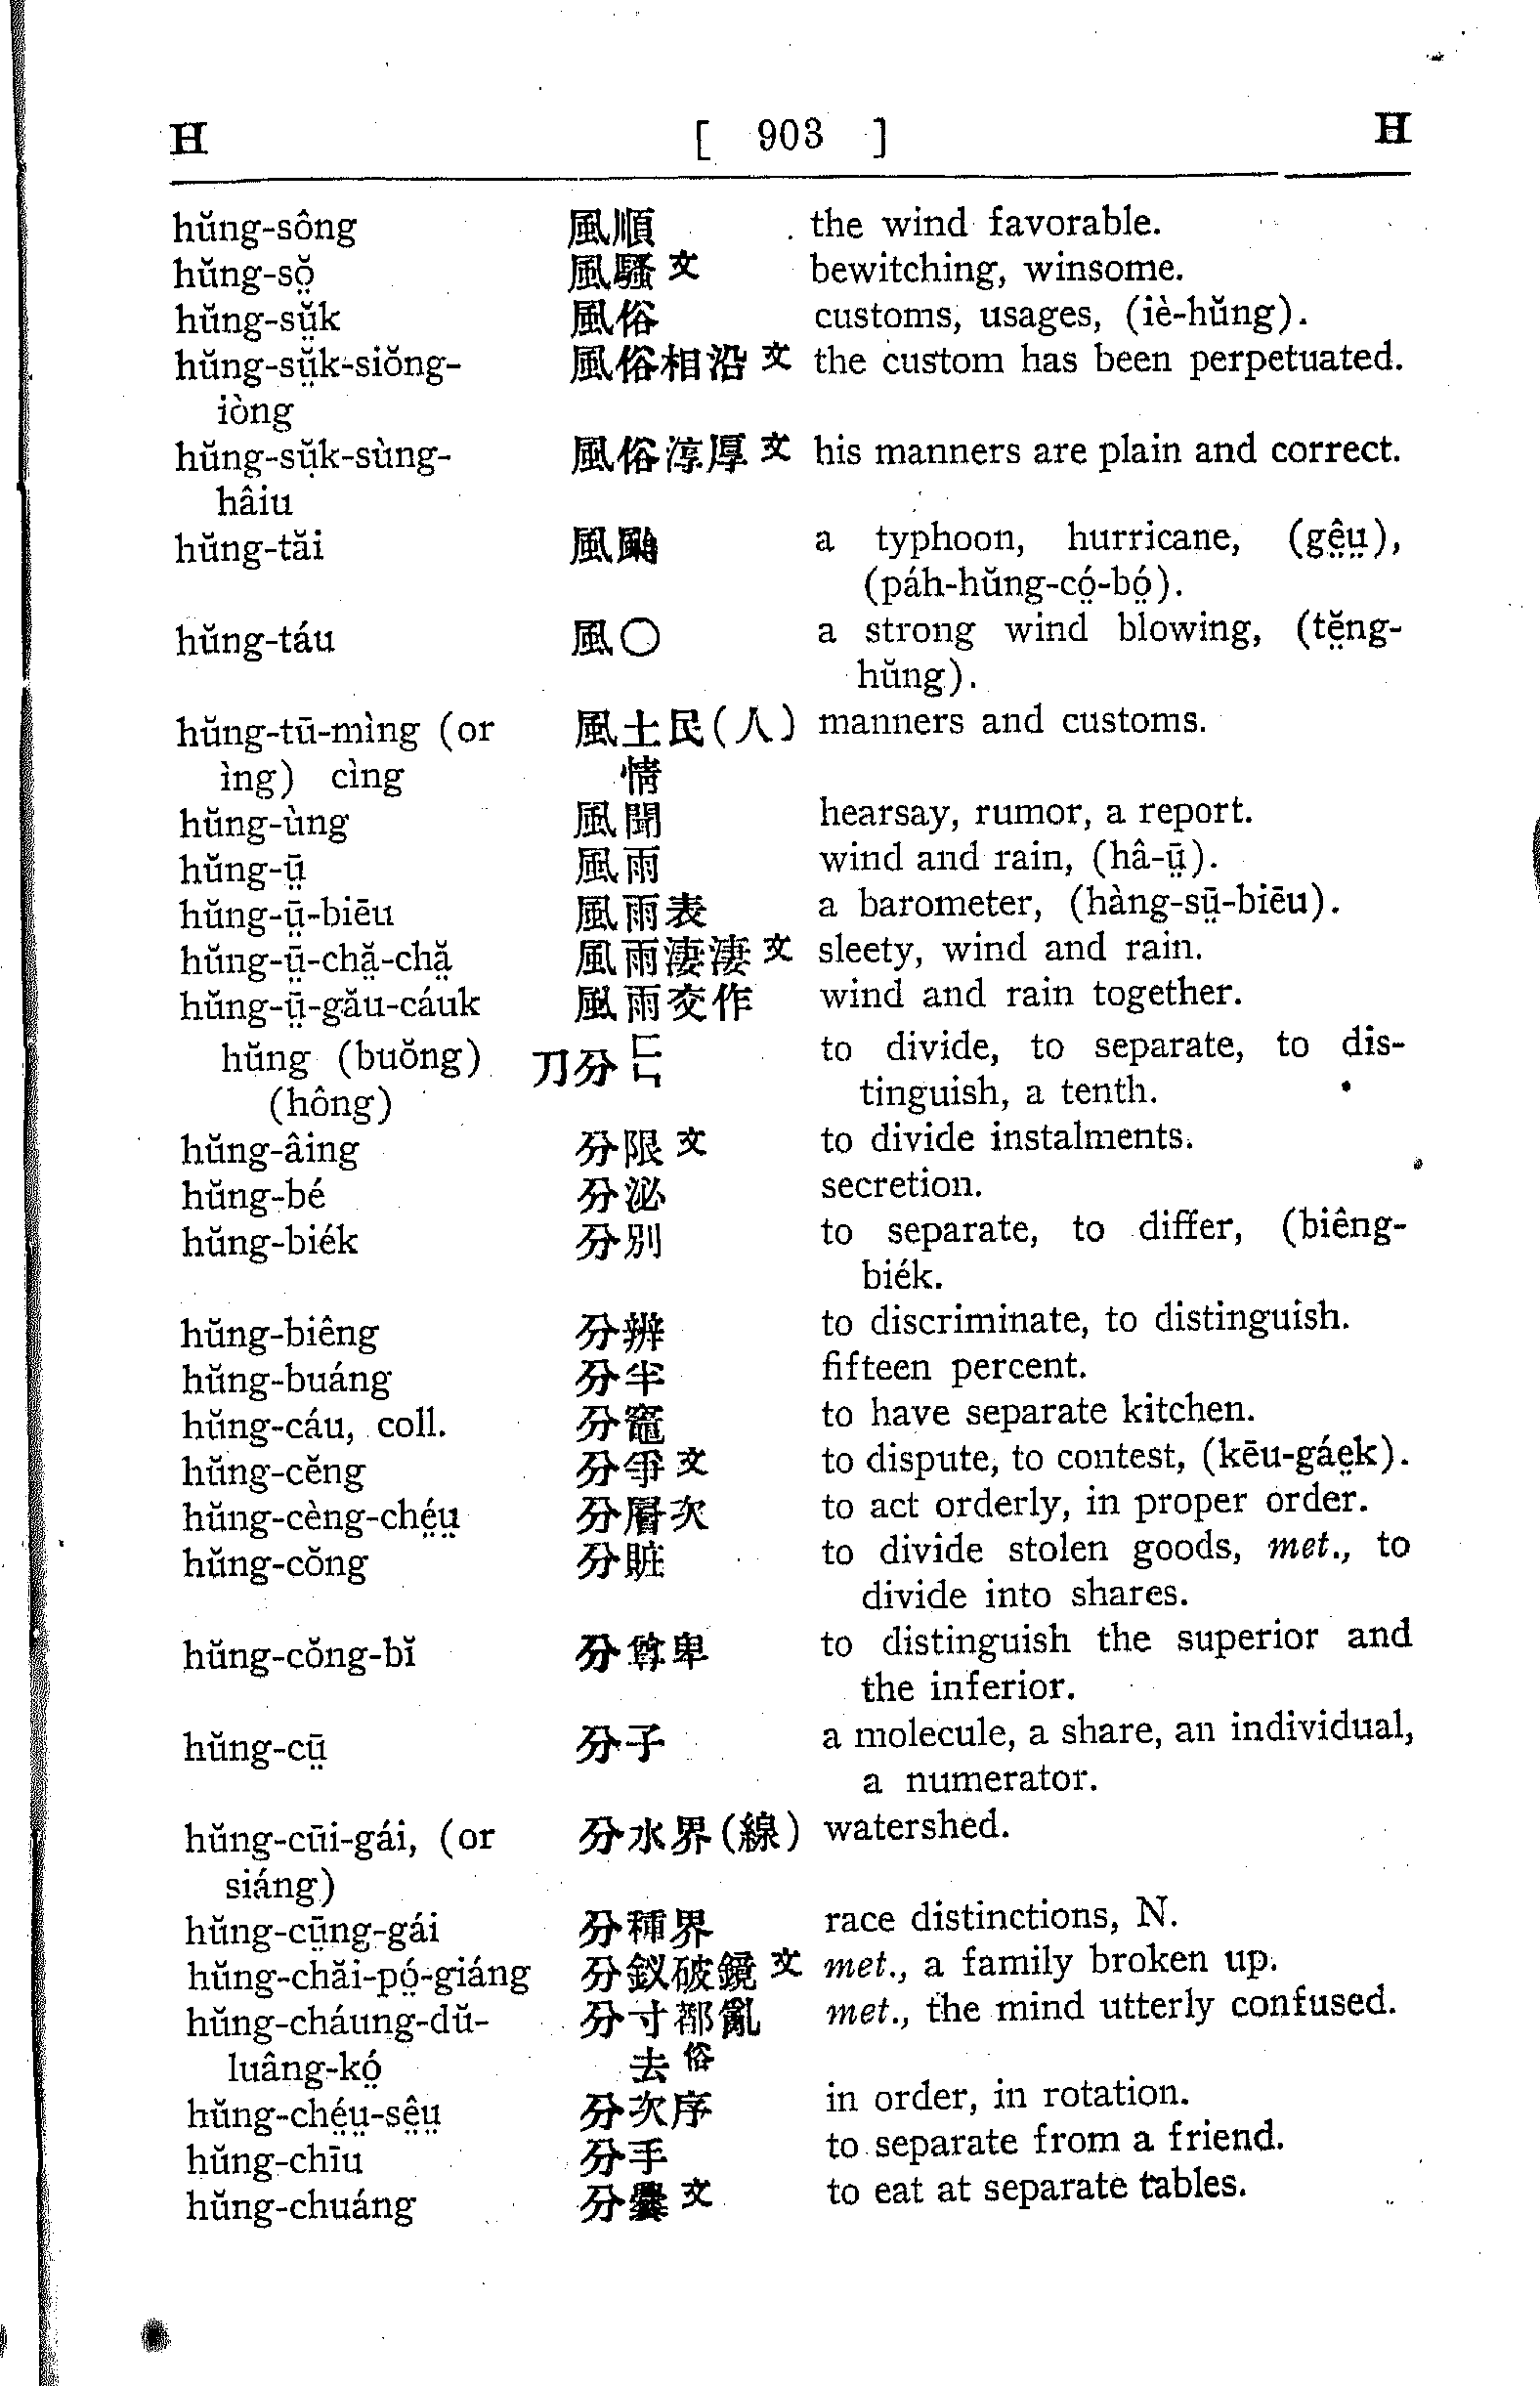 H [ 903 ] H
hŭng-sông 風順 the wind favorable.
hŭng-sŏ̤ 風騷文 bewitching, winsome.
hŭng-sṳ̆k 風俗 customs, usages, (iè-hŭng).
hŭng-sṳ̆k-siŏng- 風俗相沿文 the custom has been perpetuated.
iòng
hŭng-sṳ̆k-sùng- 風俗淳厚文 his manners are plain and correct.
hâiu
hŭng-tăi 風颱 a typhoon, hurricane, (gê̤ṳ),
(páh-hŭng-có̤-bó̤).
hŭng-táu 風〇 a strong wind blowing, (tĕ̤ng-
hŭng).
hŭng-tū-mìng (or 風土民(人) manners and customs.
ìng) cìng 情
hŭng-ùng 風聞 hearsay, rumor, a report.
hŭng-ṳ̄ 風雨 wind and rain, (hâ-ṳ̄).
hŭng-ṳ̄-biēu 風雨表 a barometer, (hàng-sṳ̄-biēu).
hŭng-ṳ̄-chă̤-chă̤ 風雨淒淒文 sleety, wind and rain.
hŭng-ṳ̄-gău-cáuk 風雨交作 wind and rain together.
hŭng (buŏng) 刀分 to divide, to separate, to dis-
(hông) tinguish, a tenth.
hŭng-âing 分限文 to divide instalments.
hŭng-bé 分泌 secretion.
hŭng-biék 分別 to separate, to differ, (biêng-
biék.
hŭng-biêng 分辨 to discriminate, to distinguish.
hŭng-buáng 分半 fifteen percent.
hŭng-cáu, coll. 分竈 to have separate kitchen.
hŭng-cĕng 分爭文 to dispute, to contest, (kēu-gáe̤k).
hŭng-cèng-ché̤ṳ 分層次 to act orderly, in proper order.
hŭng-cŏng 分賍 to divide stolen goods, met., to
divide into shares.
hŭng-cŏng-bĭ 分尊卑 to distinguish the superior and
the inferior.
hŭng-cṳ̄ 分子 a molecule, a share, an individual,
a numerator.
hŭng-cūi-gái, (or 分水界(線) watershed.
siáng)
hŭng-cṳ̄ng-gái 分種界 race distinctions, N.
hŭng-chăi-pó̤-giáng 分釵破鏡文 met., a family broken up.
hŭng-cháung-dŭ- 分寸都亂 met., the mind utterly confused.
luâng-kó̤ 去俗
hŭng-ché̤ṳ-sê̤ṳ 分次序 in order, in rotation.
hŭng-chīu 分手 to separate from a friend.
hŭng-chuáng 分爨文 to eat at separate tables.